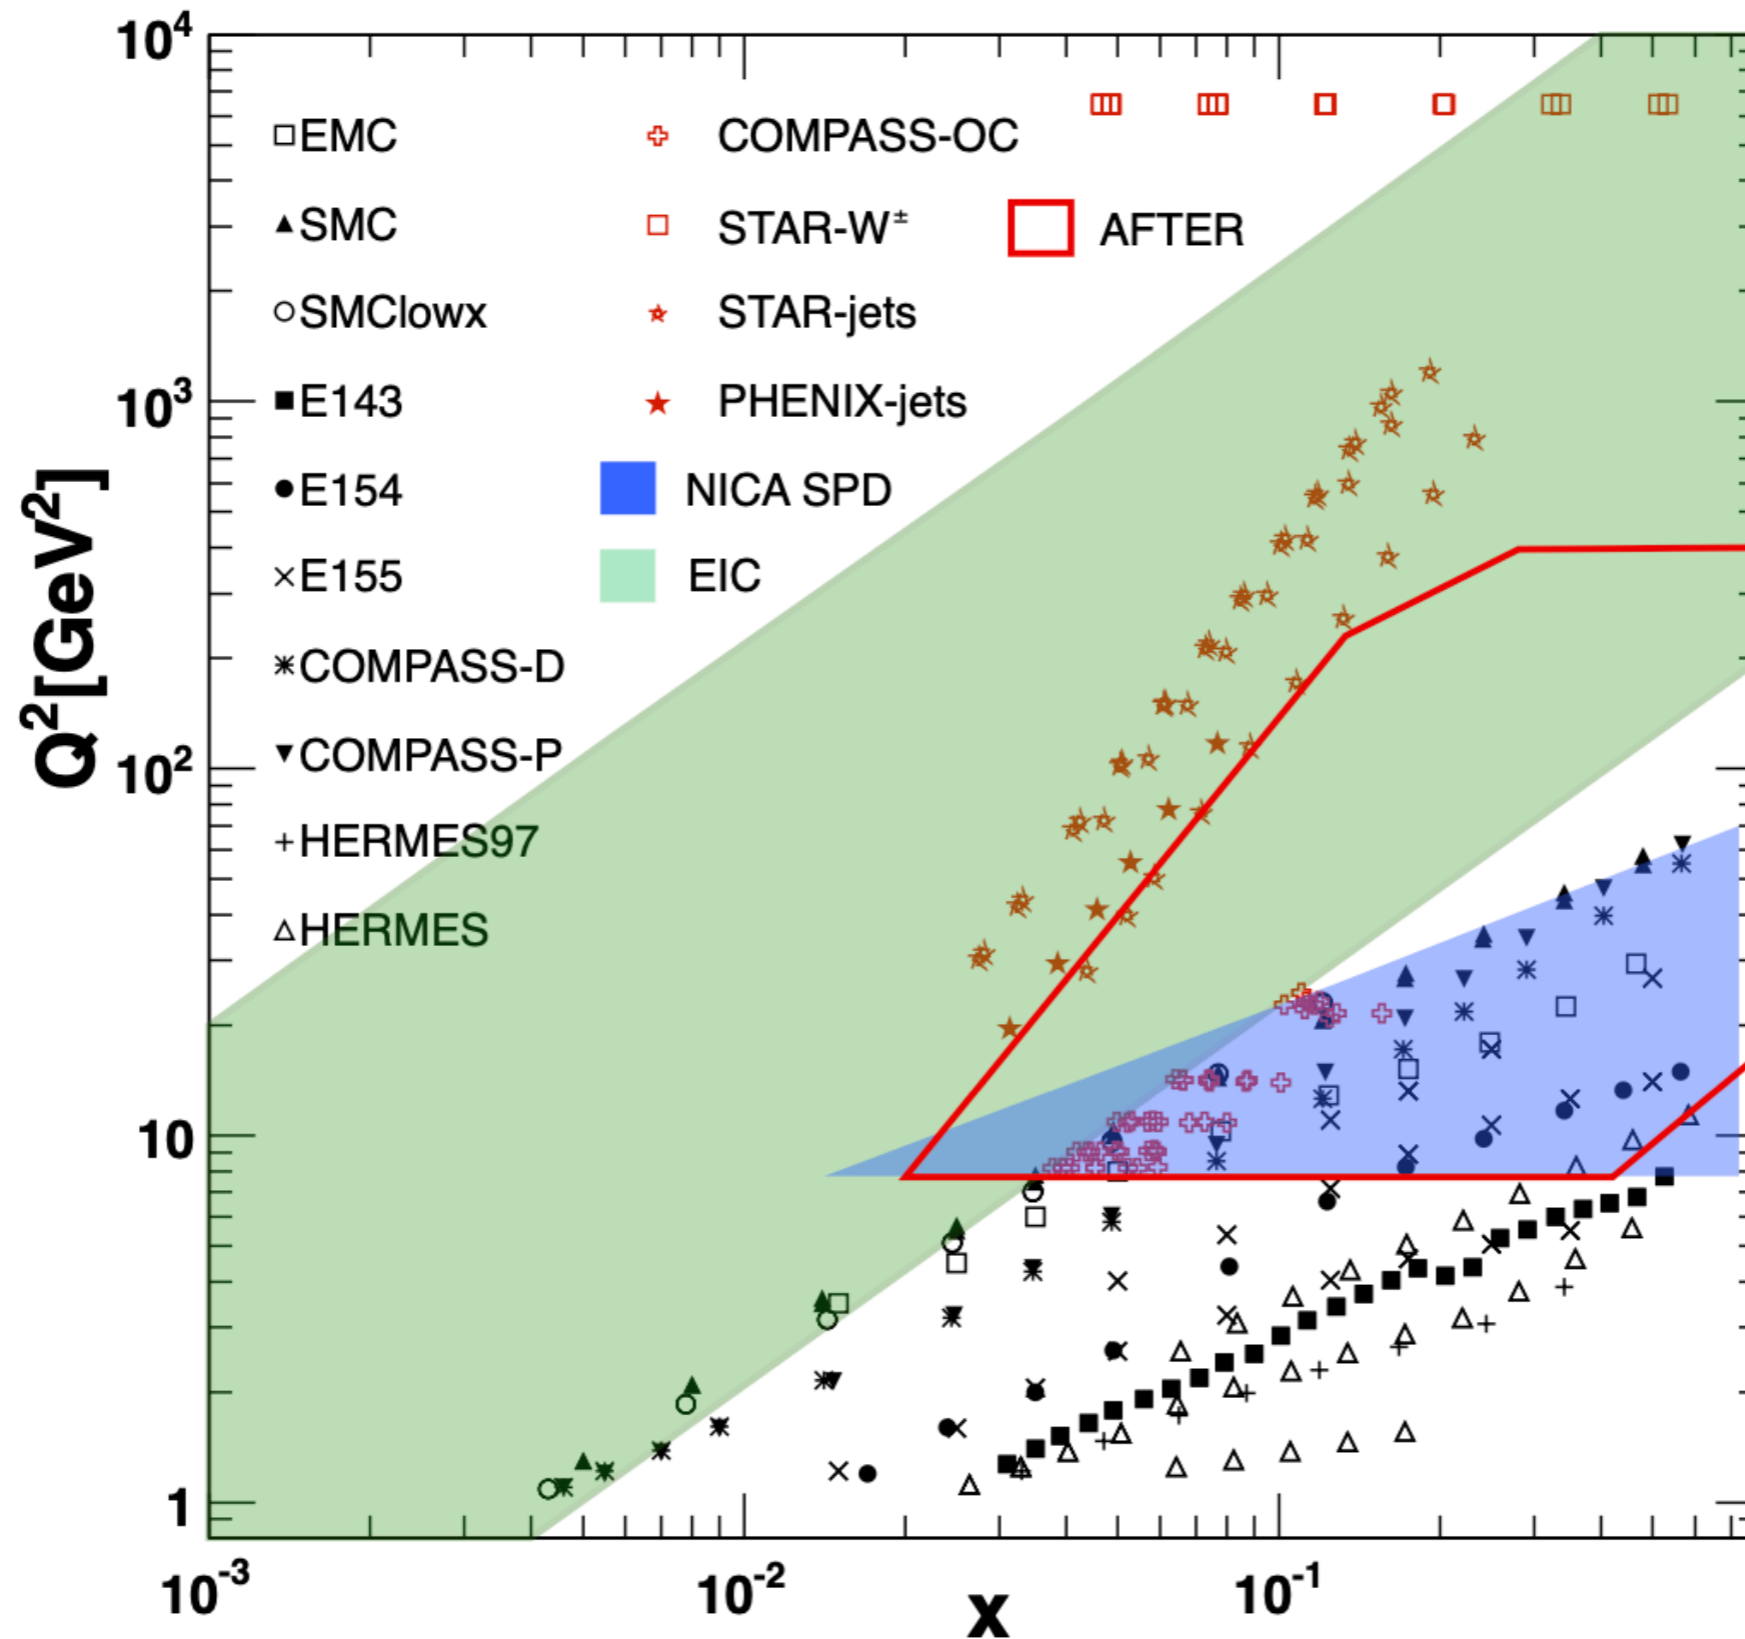 10⁴
EMC
COMPASS-OC
SMC
STAR-W±
AFTER
SMClowx
STAR-jets
10³
E143
PHENIX-jets
E154
NICA SPD
E155
EIC
Q²[GeV²]
COMPASS-D
10²
COMPASS-P
HERMES97
HERMES
10
1
10⁻³
10⁻²
10⁻¹
x